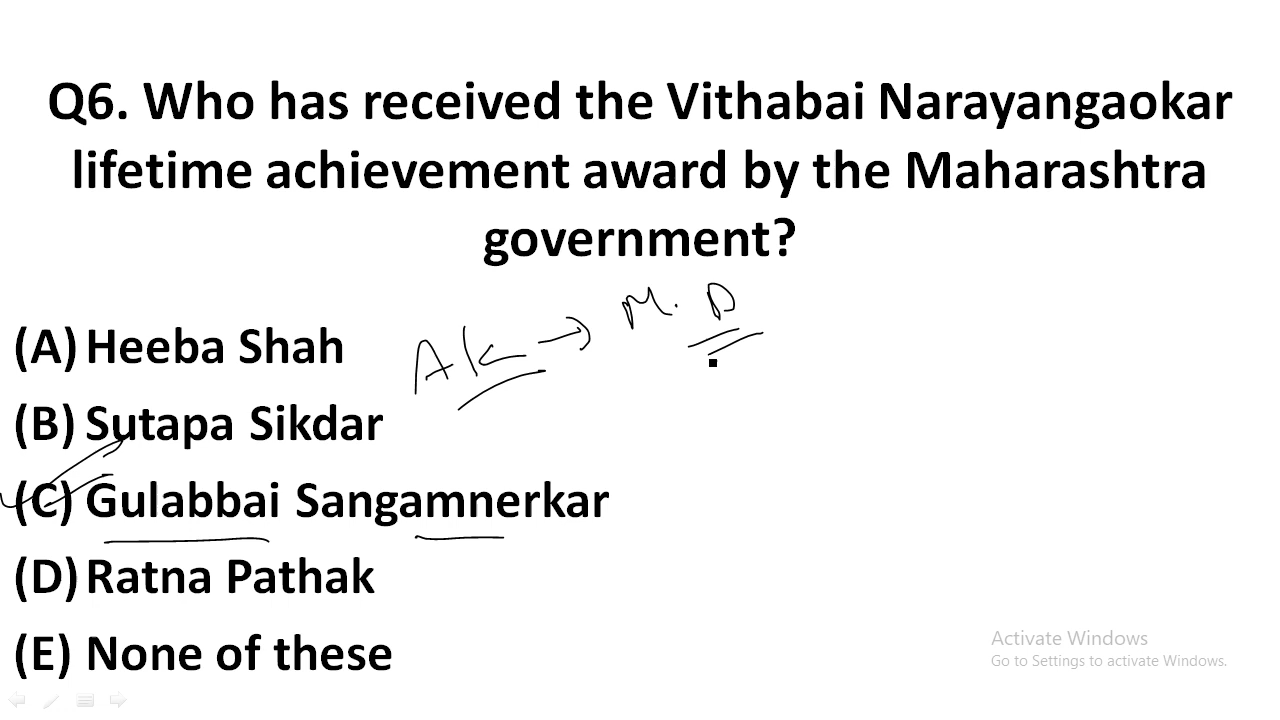 Q6. Who has received the Vithabai Narayangaokar
lifetime achievement award by the Maharashtra
government?
(A) Heeba Shah
AK → M. D
(B) Sutapa Sikdar
(C) Gulabbai Sangamnerkar
(D) Ratna Pathak
(E) None of these
Activate Windows
Go to Settings to activate Windows.